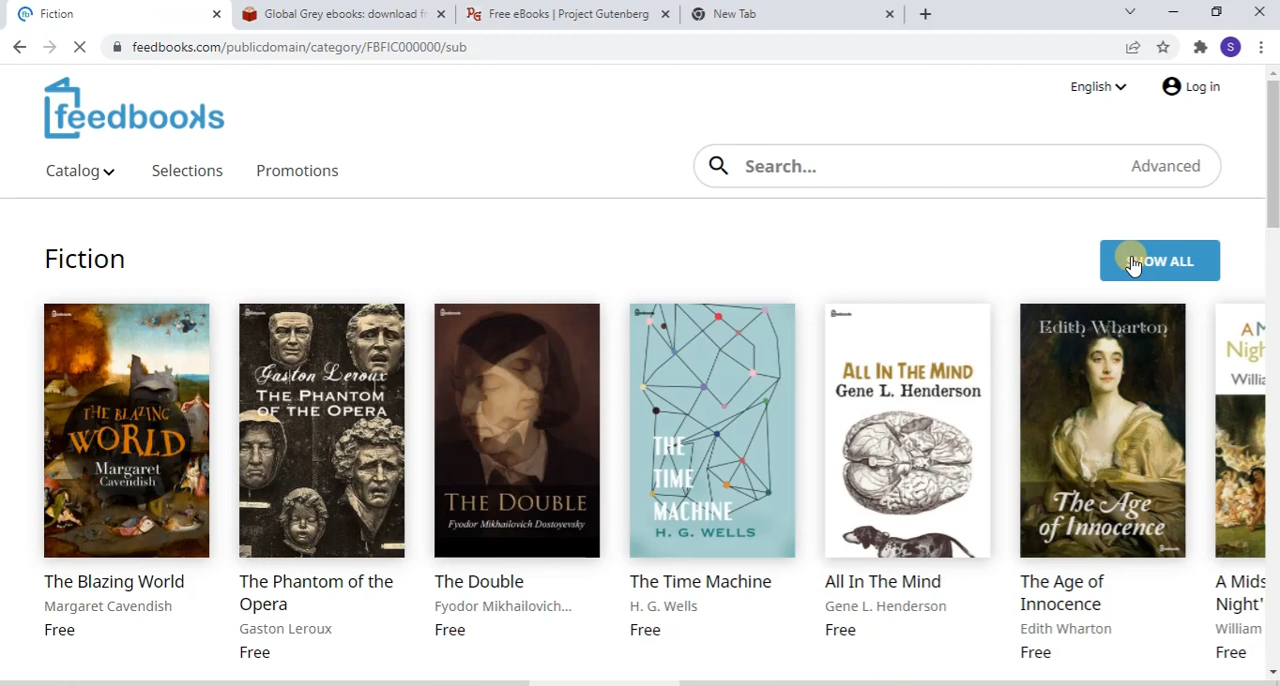 Fiction
Global Grey ebooks: download fr
Free eBooks | Project Gutenberg
New Tab
feedbooks.com/publicdomain/category/FBFIC000000/sub
S
feedbooks
English
Log in
Catalog
Selections
Promotions
Search...
Advanced
Fiction
SHOW ALL
THE BLAZING
WORLD
Margaret
Cavendish
Gaston Leroux
THE PHANTOM
OF THE OPERA
THE DOUBLE
Fyodor Mikhailovich Dostoyevsky
THE
TIME
MACHINE
H. G. WELLS
ALL IN THE MIND
Gene L. Henderson
Edith Wharton
The Age
of Innocence
A M
Nigh
Willia
The Blazing World
Margaret Cavendish
Free
The Phantom of the
Opera
Gaston Leroux
Free
The Double
Fyodor Mikhailovich...
Free
The Time Machine
H. G. Wells
Free
All In The Mind
Gene L. Henderson
Free
The Age of
Innocence
Edith Wharton
Free
A Mids
Night'
William
Free